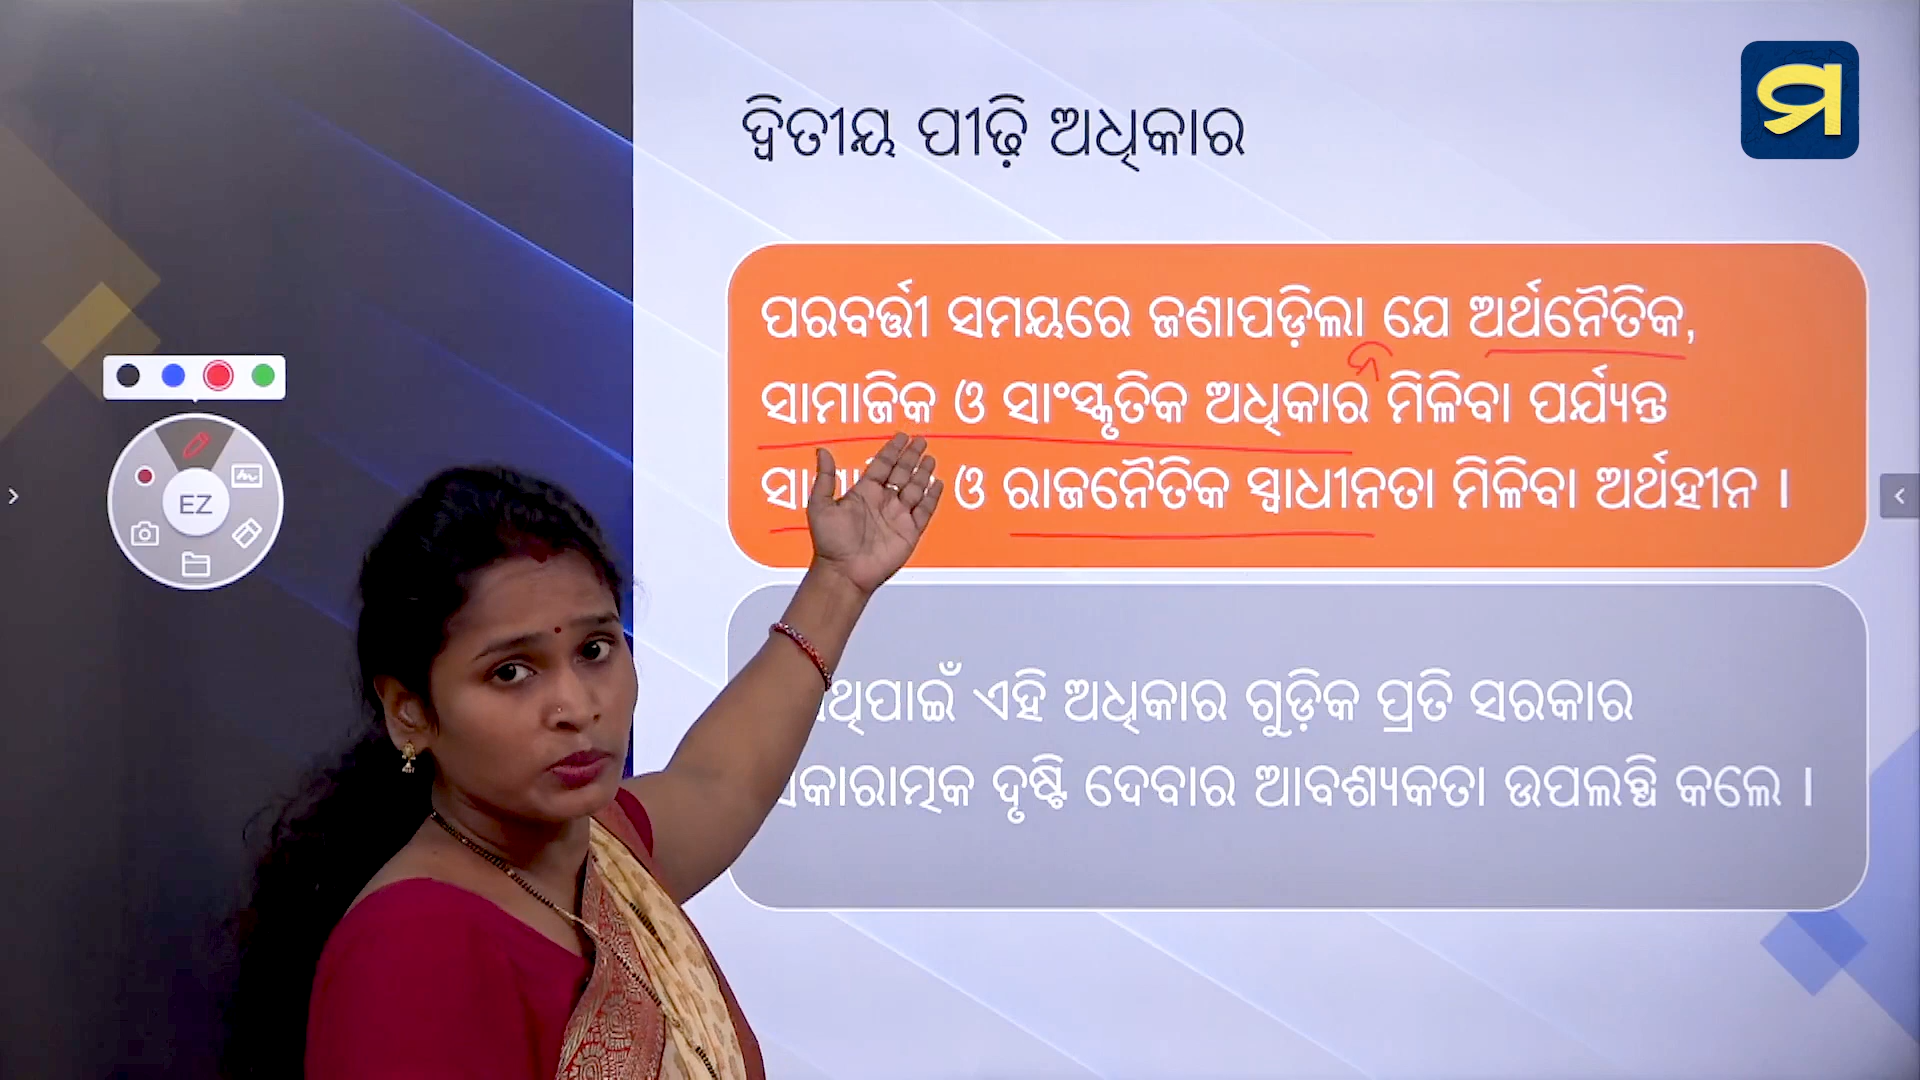 ଦ୍ୱିତୀୟ ପୀଢ଼ି ଅଧିକାର
ମ
ପରବର୍ତ୍ତୀ ସମୟରେ ଜଣାପଡ଼ିଲା ଯେ ଅର୍ଥନୈତିକ,
ନ
ସାମାଜିକ ଓ ସାଂସ୍କୃତିକ ଅଧିକାର ମିଳିବା ପର୍ଯ୍ୟନ୍ତ
ଓ ରାଜନୈତିକ ସ୍ୱାଧୀନତା ମିଳିବା ଅର୍ଥହୀନ ।
EZ
ଏହି ଅଧିକାର ଗୁଡ଼ିକ ପ୍ରତି ସରକାର
ଦୃଷ୍ଟି ଦେବାର ଆବଶ୍ୟକତା ଉପଲବ୍ଧି କଲେ ।